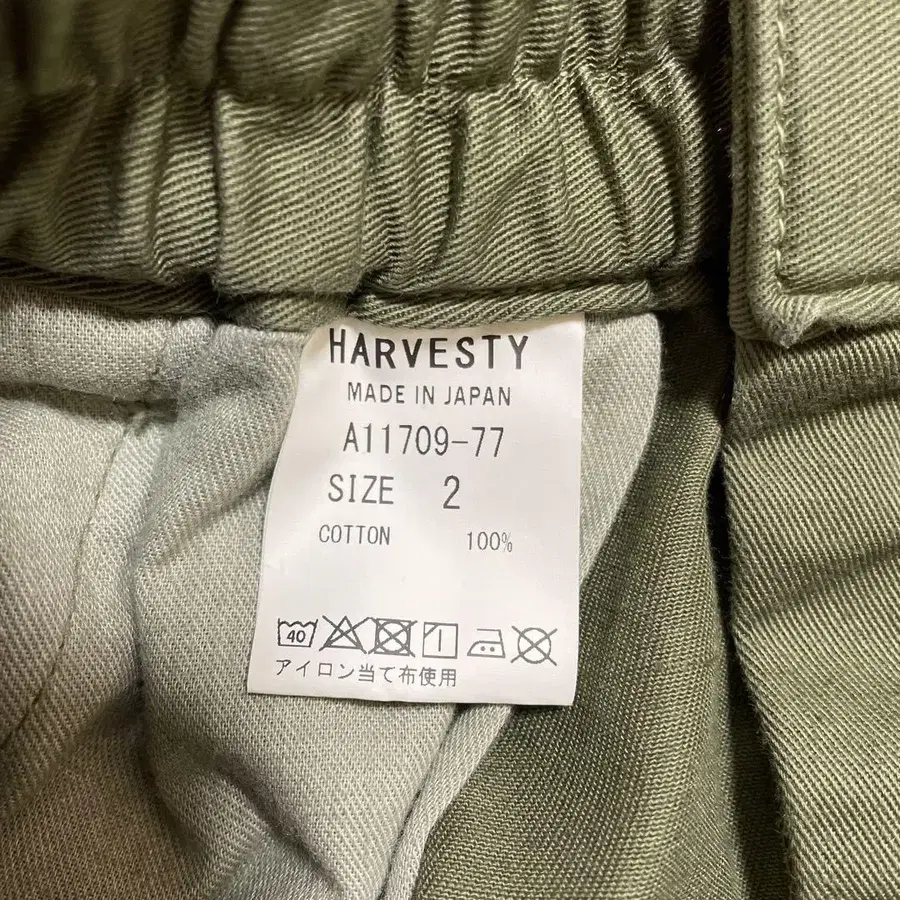 HARVESTY
MADE IN JAPAN
A11709-77
SIZE 2
COTTON 100%
40
アイロン当て布使用